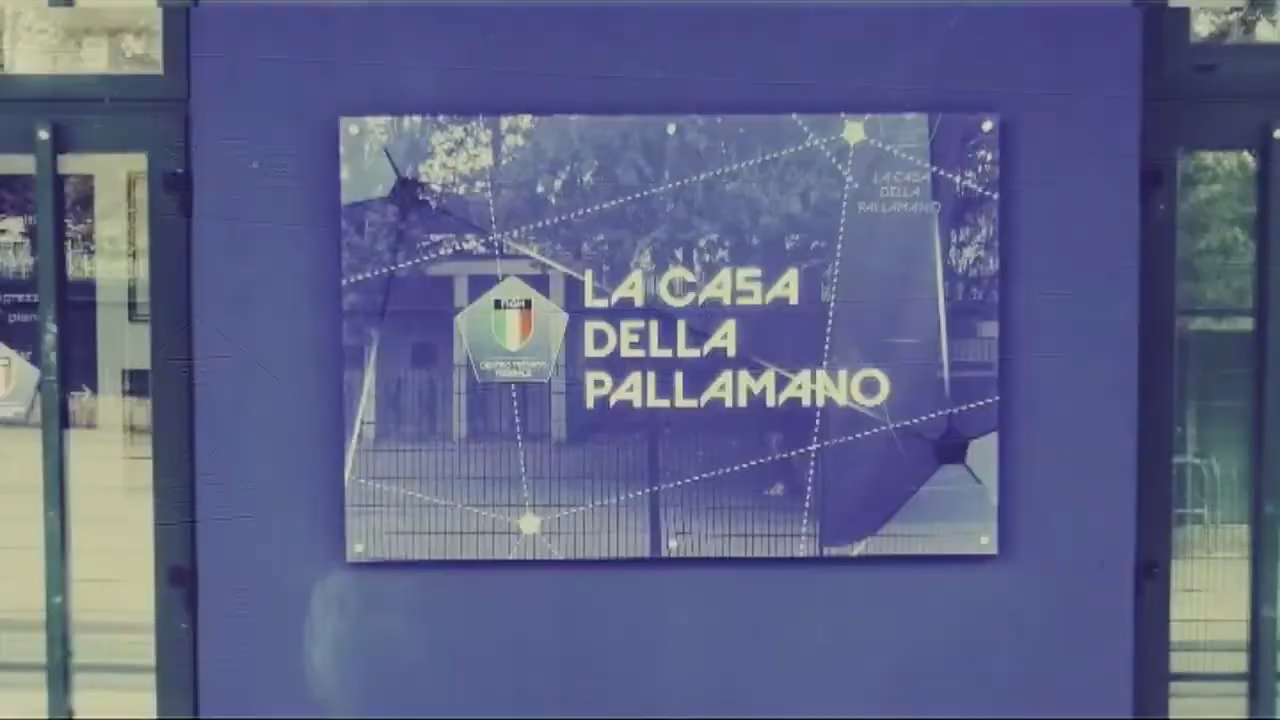 LA CASA
DELLA
PALLAMANO
FIGH
CENTRO TECNICO
FEDERALE
LA CASA
DELLA
PALLAMANO